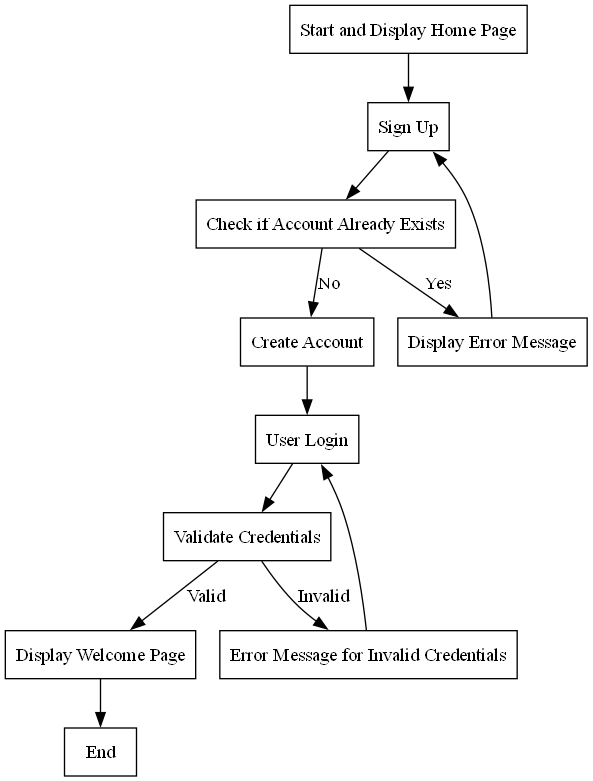 Start and Display Home Page
Sign Up
Check if Account Already Exists
No
Yes
Create Account
Display Error Message
User Login
Validate Credentials
Valid
Invalid
Display Welcome Page
Error Message for Invalid Credentials
End